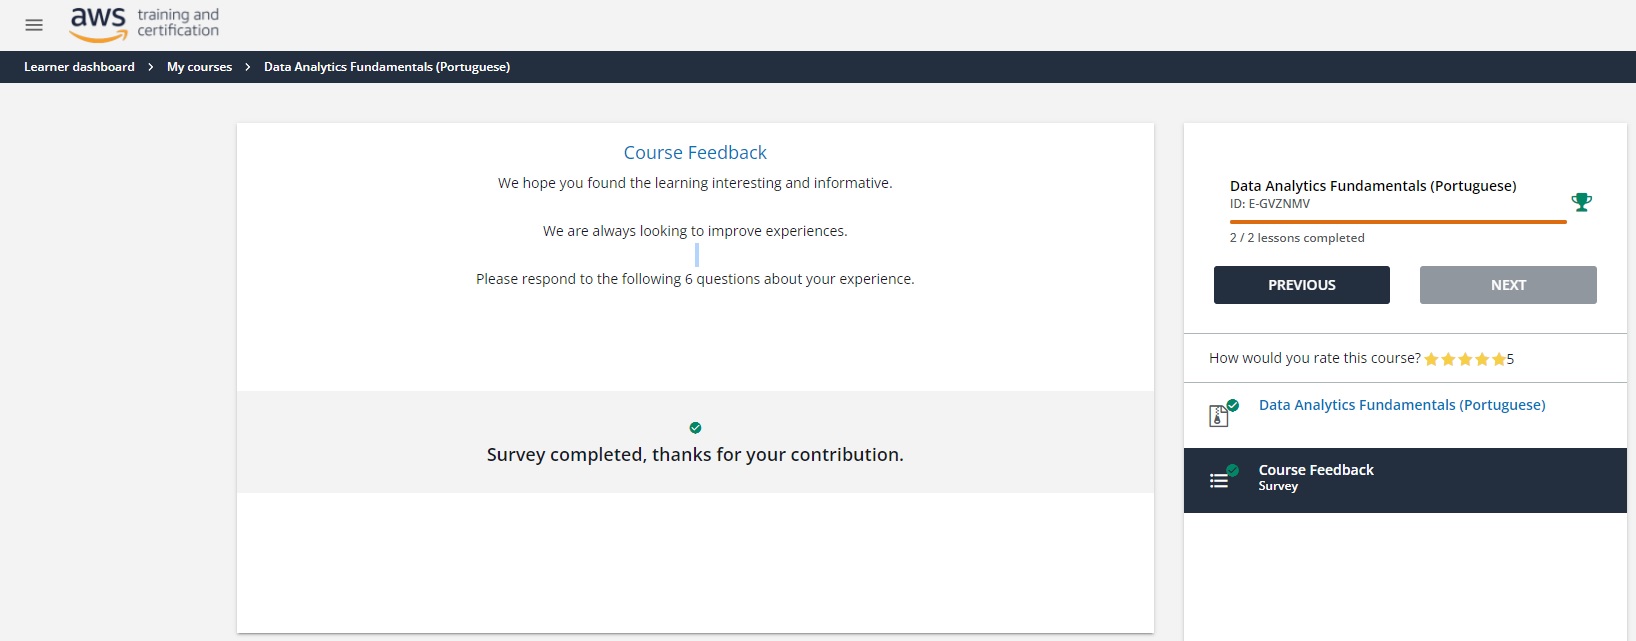 aws training and
certification
Learner dashboard > My courses > Data Analytics Fundamentals (Portuguese)
Course Feedback
We hope you found the learning interesting and informative.
We are always looking to improve experiences.
Please respond to the following 6 questions about your experience.
Survey completed, thanks for your contribution.
Data Analytics Fundamentals (Portuguese)
ID: E-GVZNMV
2 / 2 lessons completed
PREVIOUS NEXT
How would you rate this course? 5
Data Analytics Fundamentals (Portuguese)
Course Feedback
Survey